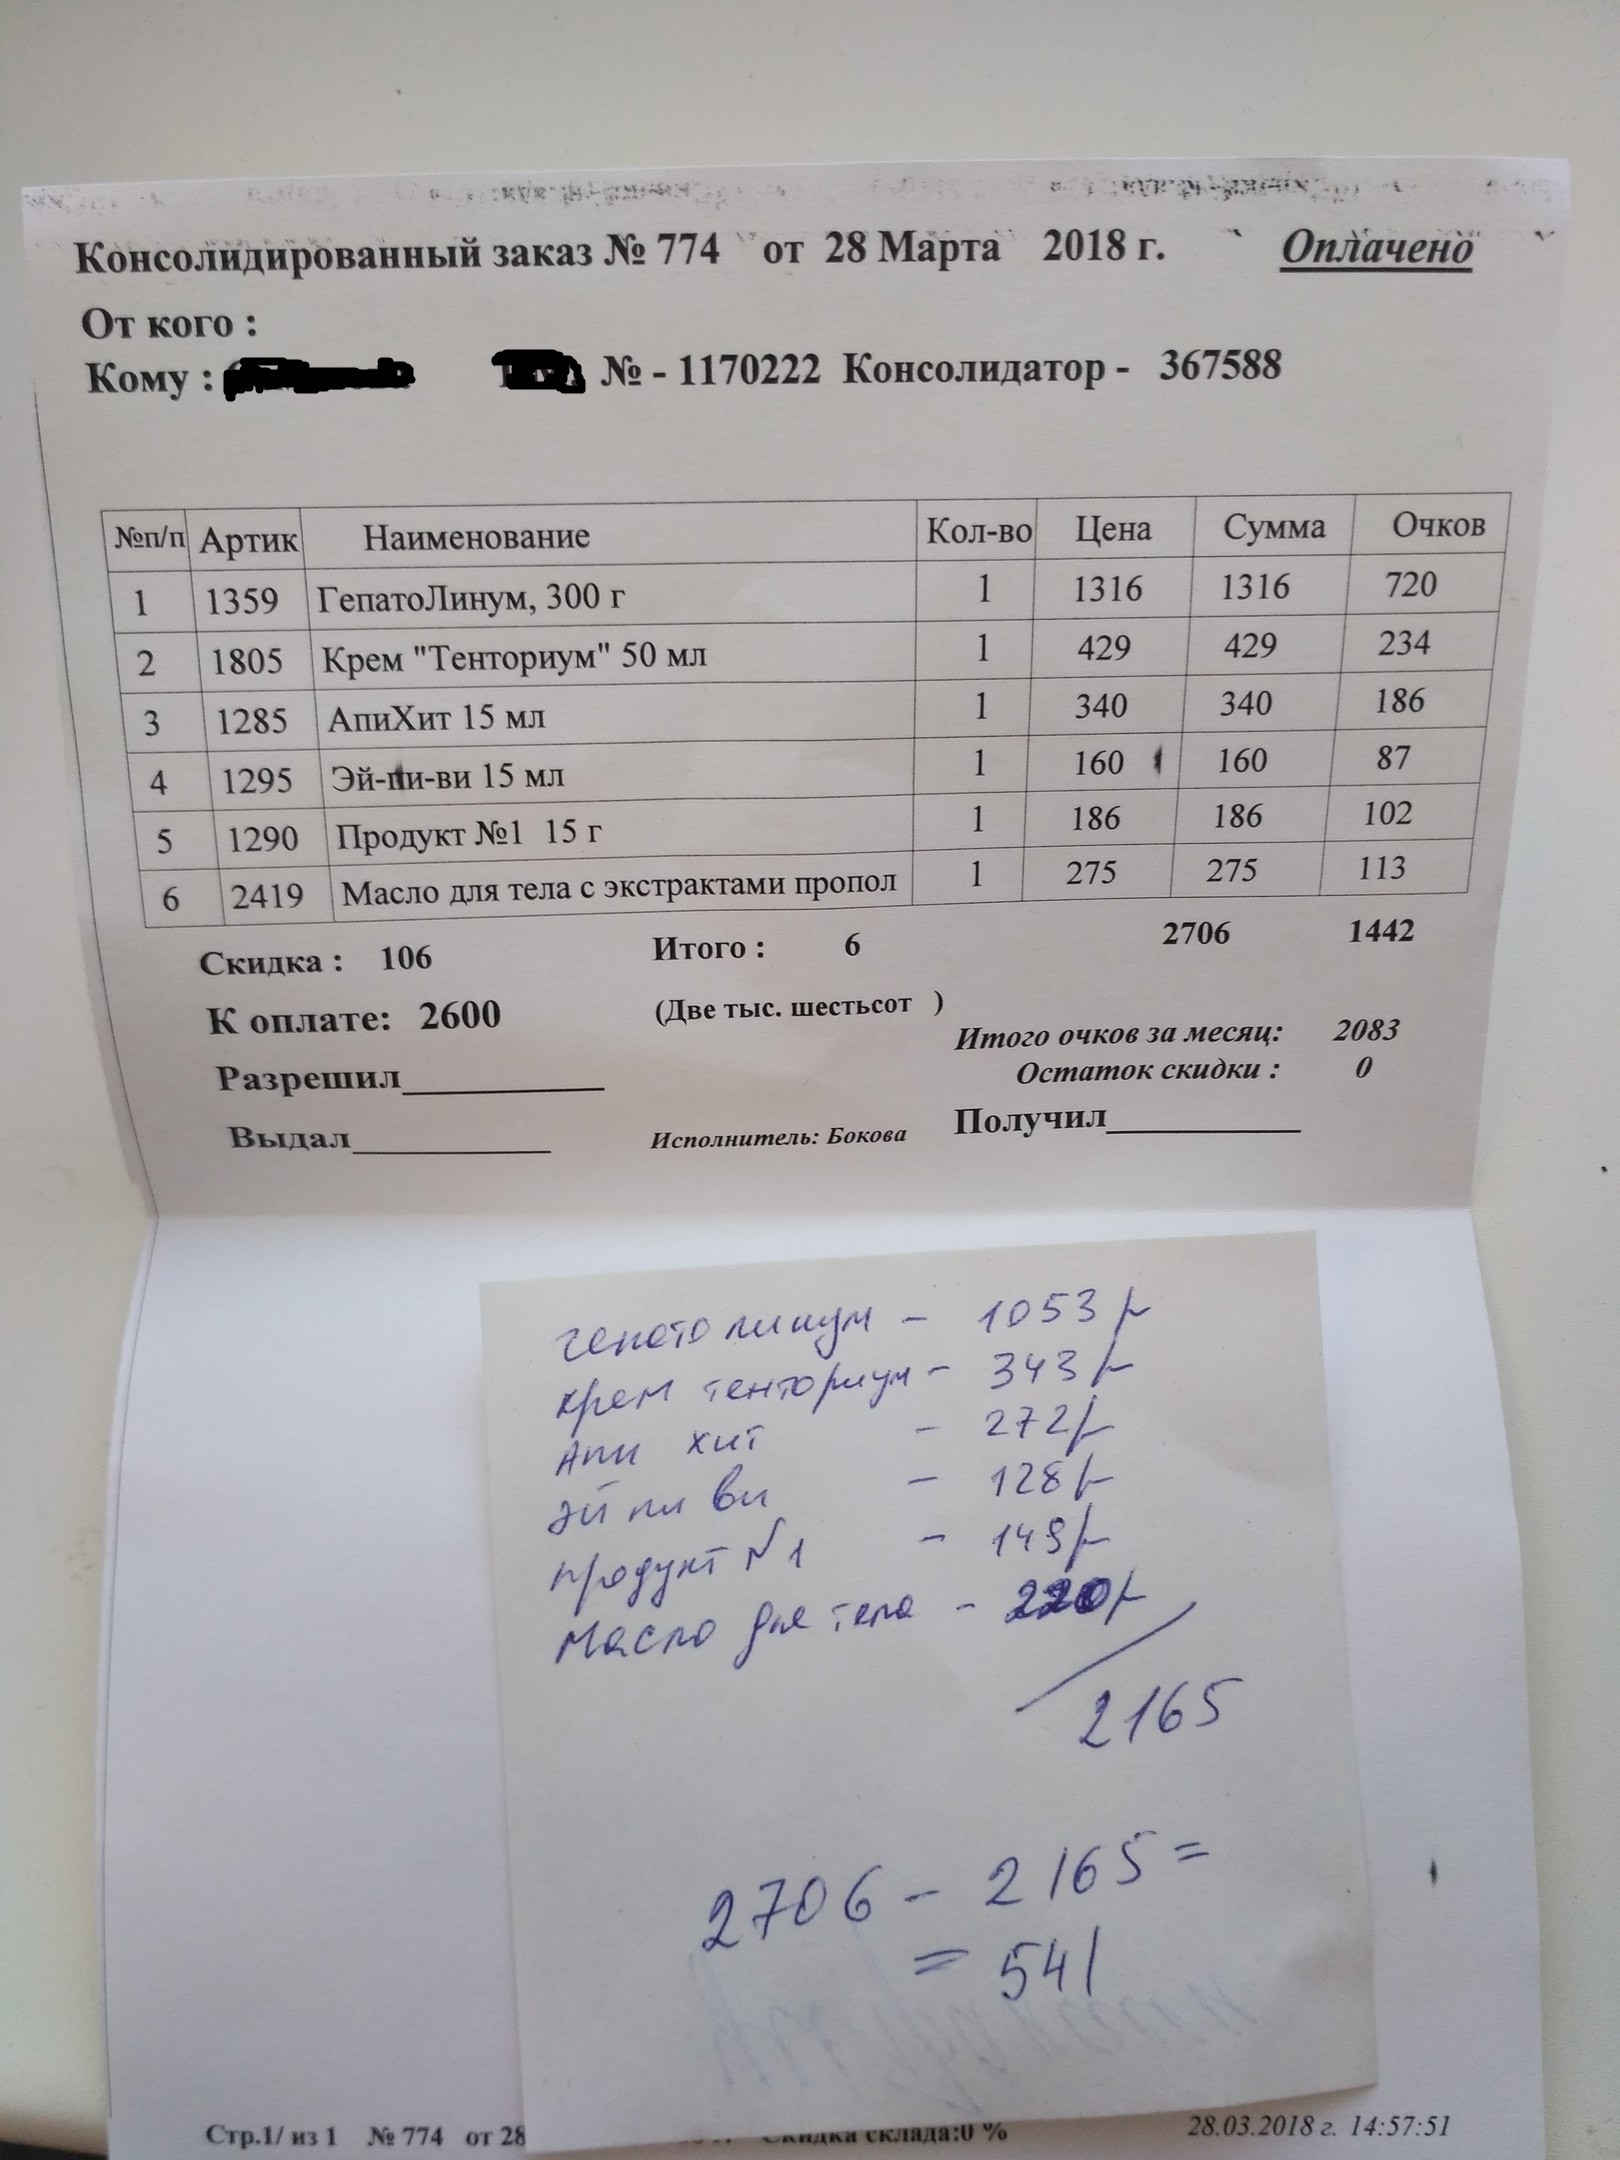 Консолидированный заказ № 774 от 28 Марта 2018 г. Оплачено
От кого :
Кому : № - 1170222 Консолидатор - 367588
№п/п Артик Наименование Кол-во Цена Сумма Очков
1 1359 ГепатоЛинум, 300 г 1 1316 1316 720
2 1805 Крем "Тенториум" 50 мл 1 429 429 234
3 1285 АпиХит 15 мл 1 340 340 186
4 1295 Эй-пи-ви 15 мл 1 160 160 87
5 1290 Продукт №1 15 г 1 186 186 102
6 2419 Масло для тела с экстрактами пропол 1 275 275 113
Скидка : 106 Итого : 6 2706 1442
К оплате: 2600 (Две тыс. шестьсот )
Итого очков за месяц: 2083
Остаток скидки : 0
Разрешил
Получил
Выдал Исполнитель: Бокова
гепато линум - 1053 р
крем тенториум - 343 р
Апи хит - 272 р
эй пи ви - 128 р
продукт N 1 - 149 р
Масло для тела - 220 р
2165
2706 - 2165 =
= 541
Стр.1/ из 1 № 774 от 28 Скидка склада:0 % 28.03.2018 г. 14:57:51